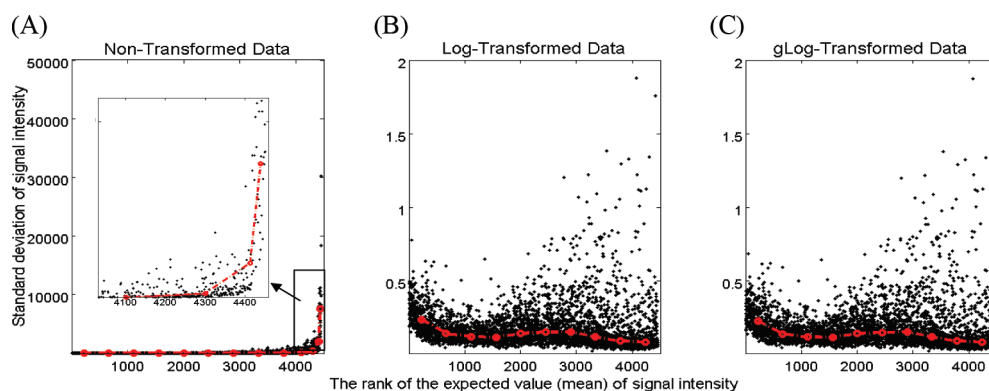 (A)
Non-Transformed Data
50000
40000
30000
20000
10000
Standard deviation of signal intensity
4100 4200 4300 4400
1000 2000 3000 4000
(B)
Log-Transformed Data
2
1.5
1
0.5
0 1000 2000 3000 4000
(C)
gLog-Transformed Data
2
1.5
1
0.5
0 1000 2000 3000 4000
The rank of the expected value (mean) of signal intensity